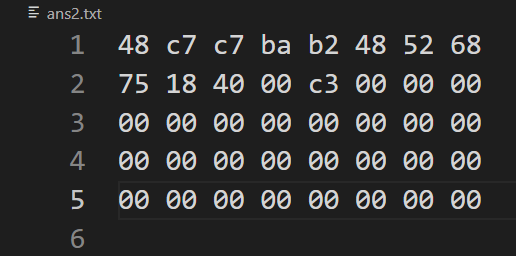 ans2.txt
1 48 c7 c7 ba b2 48 52 68
2 75 18 40 00 c3 00 00 00
3 00 00 00 00 00 00 00 00
4 00 00 00 00 00 00 00 00
5 00 00 00 00 00 00 00 00
6